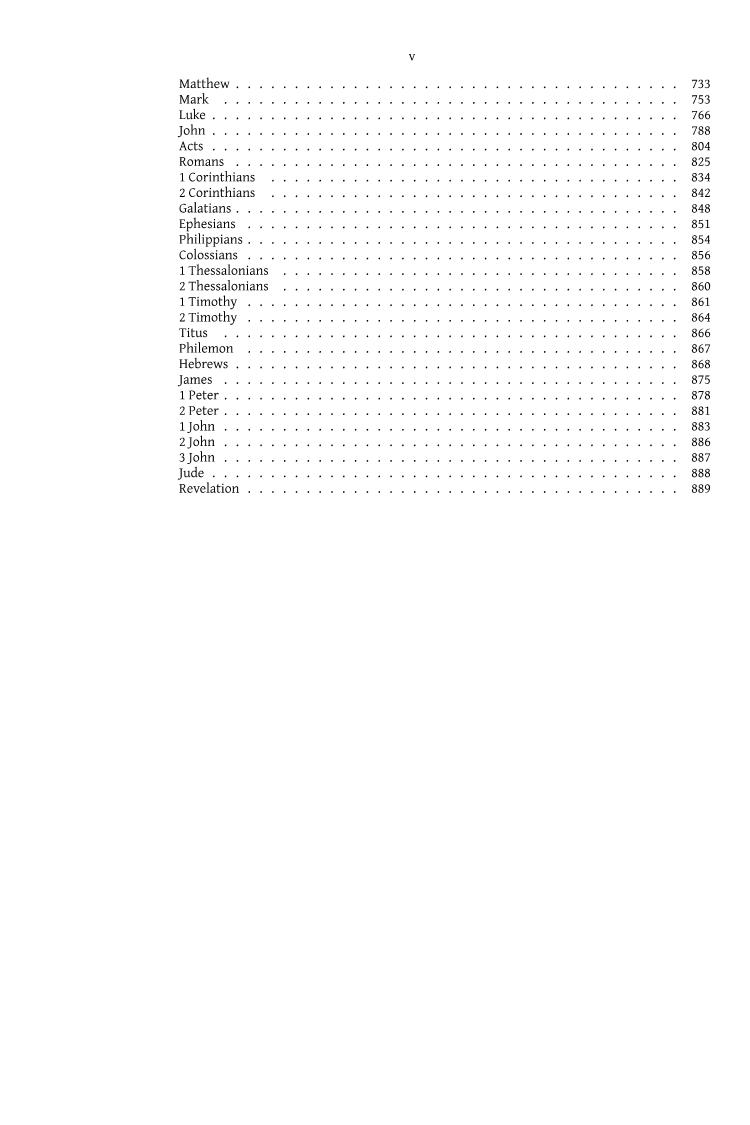 v
Matthew . . . . . . . . . . . . . . . . . . . . . . . . . . . . . . . . . . . . . . 733
Mark . . . . . . . . . . . . . . . . . . . . . . . . . . . . . . . . . . . . . . . 753
Luke . . . . . . . . . . . . . . . . . . . . . . . . . . . . . . . . . . . . . . . . 766
John . . . . . . . . . . . . . . . . . . . . . . . . . . . . . . . . . . . . . . . . 788
Acts . . . . . . . . . . . . . . . . . . . . . . . . . . . . . . . . . . . . . . . . 804
Romans . . . . . . . . . . . . . . . . . . . . . . . . . . . . . . . . . . . . . . 825
1 Corinthians . . . . . . . . . . . . . . . . . . . . . . . . . . . . . . . . . . . 834
2 Corinthians . . . . . . . . . . . . . . . . . . . . . . . . . . . . . . . . . . . 842
Galatians . . . . . . . . . . . . . . . . . . . . . . . . . . . . . . . . . . . . . . 848
Ephesians . . . . . . . . . . . . . . . . . . . . . . . . . . . . . . . . . . . . . 851
Philippians . . . . . . . . . . . . . . . . . . . . . . . . . . . . . . . . . . . . . 854
Colossians . . . . . . . . . . . . . . . . . . . . . . . . . . . . . . . . . . . . . 856
1 Thessalonians . . . . . . . . . . . . . . . . . . . . . . . . . . . . . . . . . . 858
2 Thessalonians . . . . . . . . . . . . . . . . . . . . . . . . . . . . . . . . . . 860
1 Timothy . . . . . . . . . . . . . . . . . . . . . . . . . . . . . . . . . . . . . 861
2 Timothy . . . . . . . . . . . . . . . . . . . . . . . . . . . . . . . . . . . . . 864
Titus . . . . . . . . . . . . . . . . . . . . . . . . . . . . . . . . . . . . . . . 866
Philemon . . . . . . . . . . . . . . . . . . . . . . . . . . . . . . . . . . . . . 867
Hebrews . . . . . . . . . . . . . . . . . . . . . . . . . . . . . . . . . . . . . . 868
James . . . . . . . . . . . . . . . . . . . . . . . . . . . . . . . . . . . . . . . 875
1 Peter . . . . . . . . . . . . . . . . . . . . . . . . . . . . . . . . . . . . . . . 878
2 Peter . . . . . . . . . . . . . . . . . . . . . . . . . . . . . . . . . . . . . . . 881
1 John . . . . . . . . . . . . . . . . . . . . . . . . . . . . . . . . . . . . . . . 883
2 John . . . . . . . . . . . . . . . . . . . . . . . . . . . . . . . . . . . . . . . 886
3 John . . . . . . . . . . . . . . . . . . . . . . . . . . . . . . . . . . . . . . . 887
Jude . . . . . . . . . . . . . . . . . . . . . . . . . . . . . . . . . . . . . . . . 888
Revelation . . . . . . . . . . . . . . . . . . . . . . . . . . . . . . . . . . . . . 889